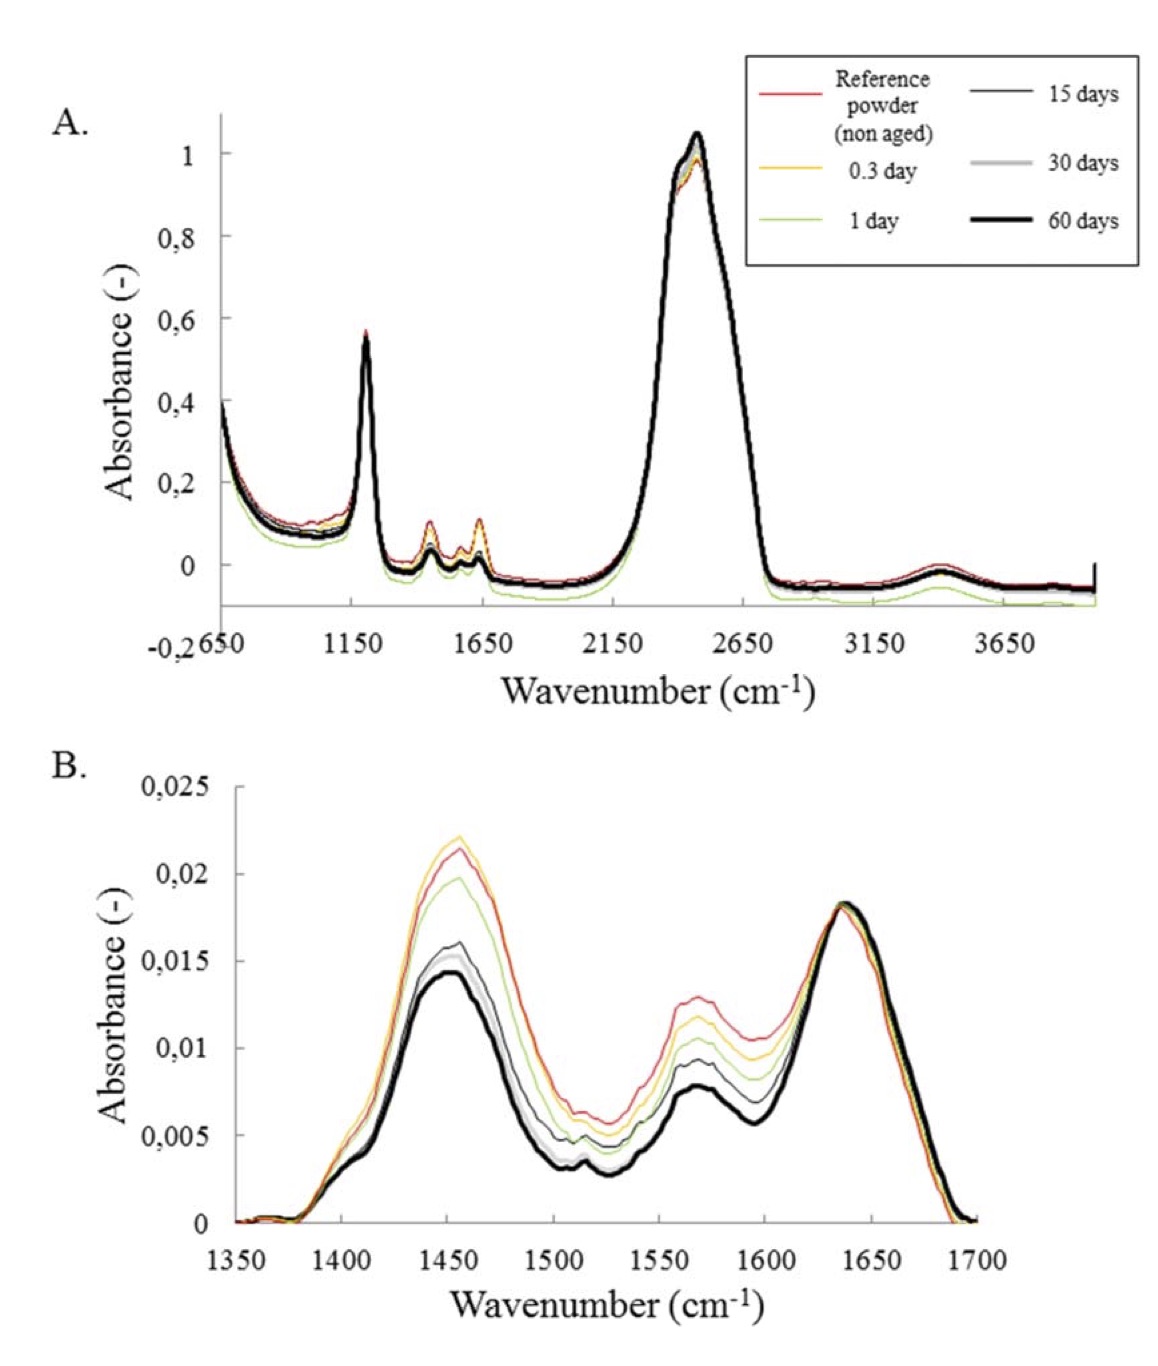 A.
Reference
powder
(non aged)
0.3 day
1 day
15 days
30 days
60 days
1
0,8
0,6
0,4
0,2
0
-0,2
Absorbance (-)
650 1150 1650 2150 2650 3150 3650
Wavenumber (cm-1)
B.
0,025
0,02
0,015
0,01
0,005
0
Absorbance (-)
1350 1400 1450 1500 1550 1600 1650 1700
Wavenumber (cm-1)